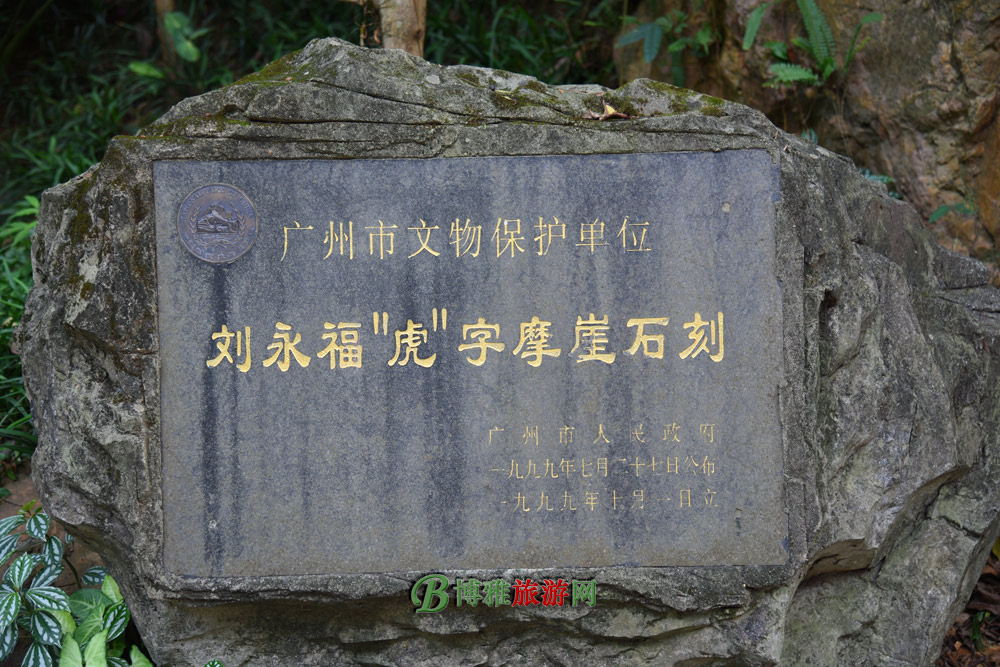 广州市文物保护单位
刘永福"虎"字摩崖石刻
广州市人民政府
一九九九年七月二十七日公布
一九九九年十月一日立
博雅旅游网